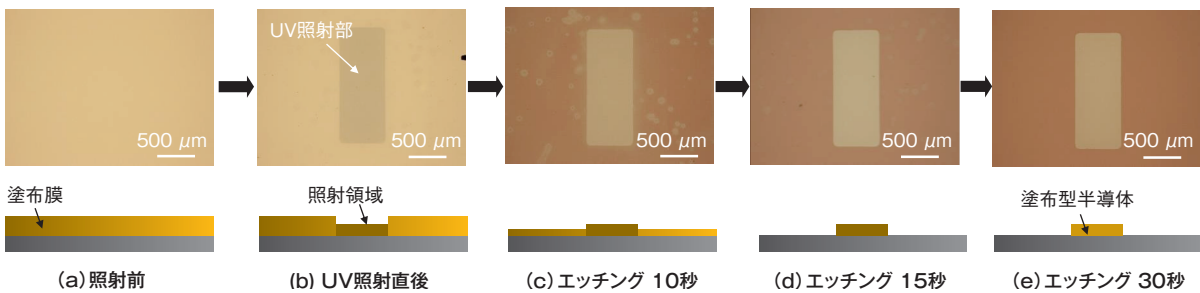 UV照射部
500 μm
500 μm
500 μm
500 μm
500 μm
塗布膜
照射領域
塗布型半導体
(a)照射前
(b) UV照射直後
(c)エッチング 10秒
(d)エッチング 15秒
(e)エッチング 30秒